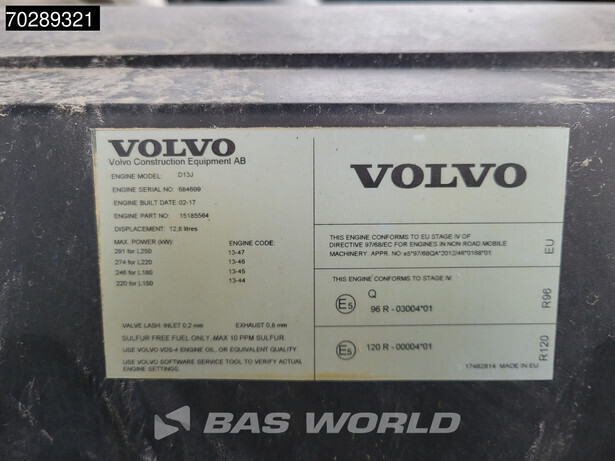 70289321
VOLVO
Volvo Construction Equipment AB
ENGINE MODEL: D13J
ENGINE SERIAL NO: 684699
ENGINE BUILT DATE: 02-17
ENGINE PART NO: 15185564
DISPLACEMENT: 12,8 litres
MAX. POWER (kW): ENGINE CODE:
291 for L250 13-47
274 for L220 13-46
246 for L180 13-45
220 for L150 13-44
VALVE LASH: INLET 0,2 mm EXHAUST 0,8 mm
SULFUR FREE FUEL ONLY, MAX 10 PPM SULFUR.
USE VOLVO VDS-4 ENGINE OIL, OR EQUIVALENT QUALITY.
USE VOLVO SOFTWARE SERVICE TOOL TO VERIFY ACTUAL
ENGINE SETTINGS.
VOLVO
THIS ENGINE CONFORMS TO EU STAGE IV OF
DIRECTIVE 97/68/EC FOR ENGINES IN NON ROAD MOBILE
MACHINERY. APPR. NO: e5*97/68QA*2012/46*0168*01
EU
THIS ENGINE CONFORMS TO STAGE IV.
E5 Q
96 R - 03004*01
R96
E5 120 R - 00004*01
R120
17482814 MADE IN EU
BAS WORLD